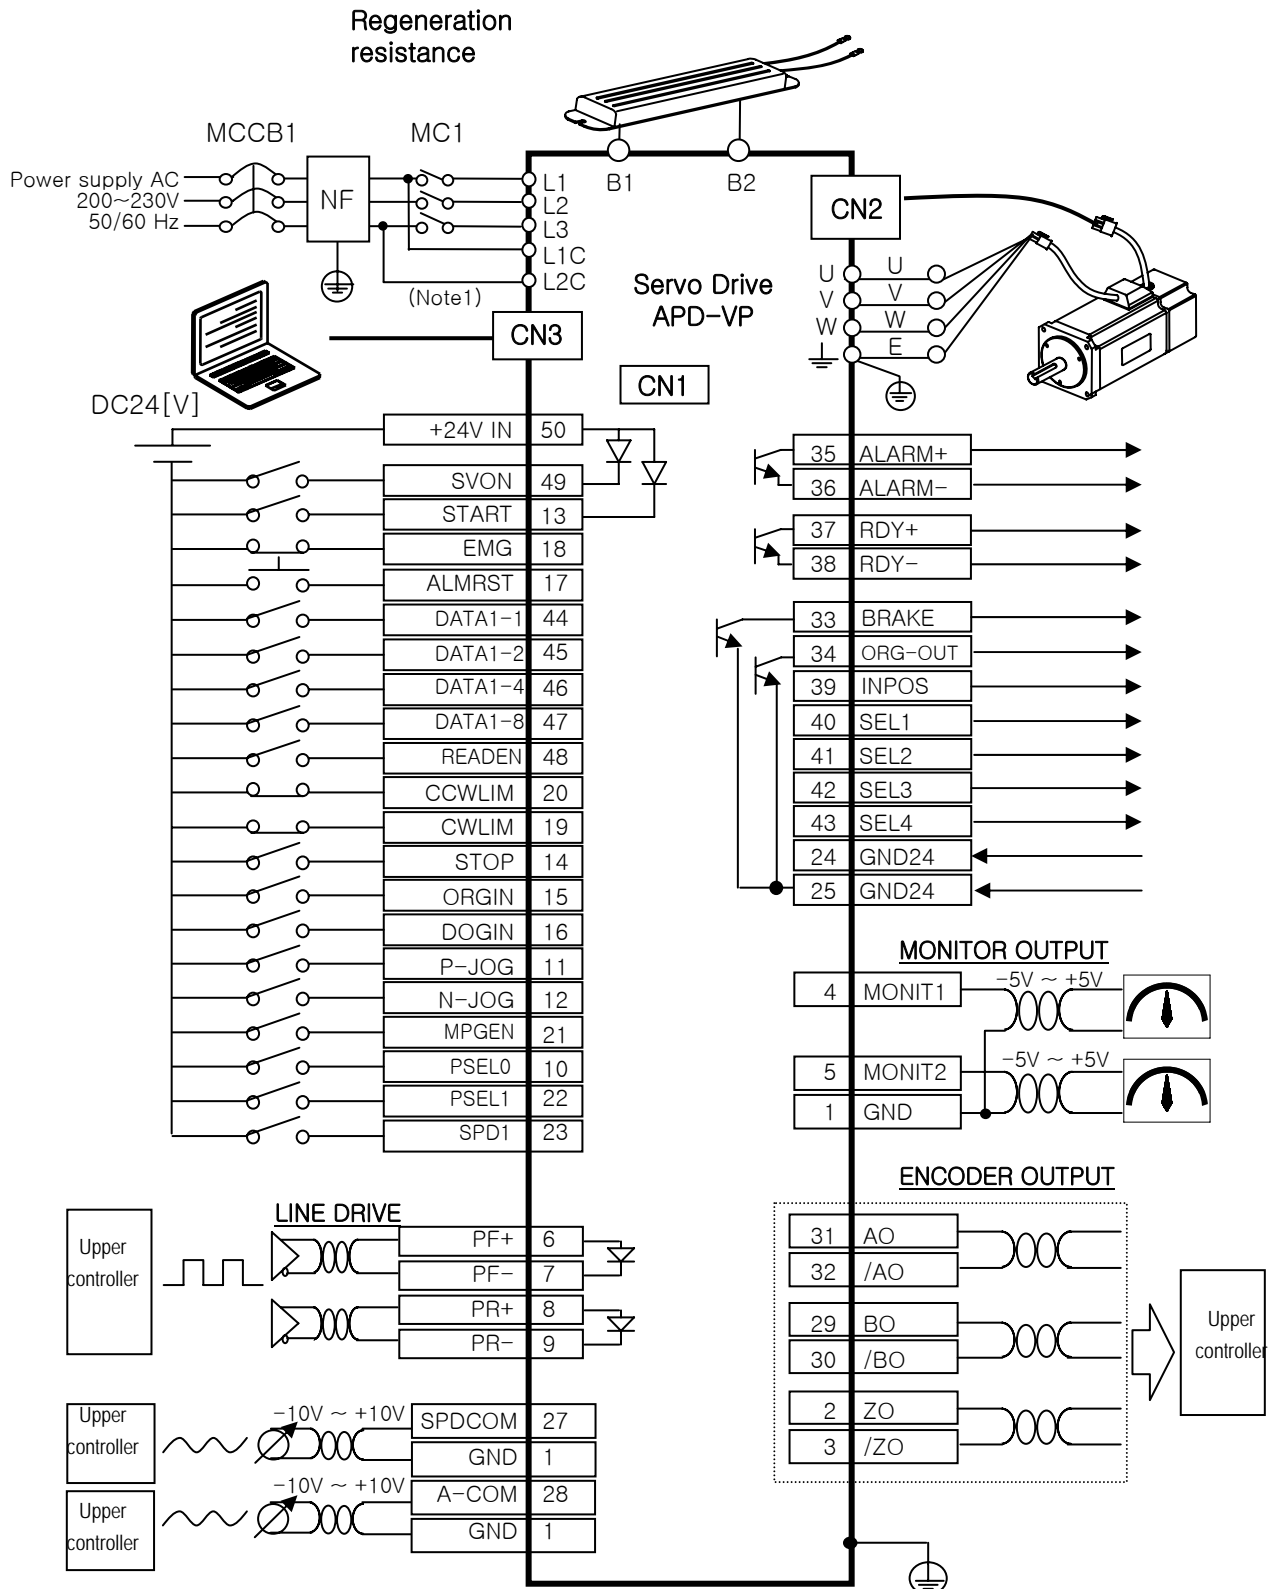 Regeneration
resistance
MCCB1
MC1
Power supply AC
200~230V
50/60 Hz
NF
L1
L2
L3
L1C
L2C
(Note1)
B1
B2
CN2
Servo Drive
APD-VP
U
V
W
U
V
W
E
CN3
CN1
DC24[V]
+24V IN 50
SVON 49
START 13
EMG 18
ALMRST 17
DATA1-1 44
DATA1-2 45
DATA1-4 46
DATA1-8 47
READEN 48
CCWLIM 20
CWLIM 19
STOP 14
ORGIN 15
DOGIN 16
P-JOG 11
N-JOG 12
MPGEN 21
PSEL0 10
PSEL1 22
SPD1 23
35 ALARM+
36 ALARM-
37 RDY+
38 RDY-
33 BRAKE
34 ORG-OUT
39 INPOS
40 SEL1
41 SEL2
42 SEL3
43 SEL4
24 GND24
25 GND24
MONITOR OUTPUT
4 MONIT1
-5V ~ +5V
5 MONIT2
-5V ~ +5V
1 GND
LINE DRIVE
Upper
controller
PF+ 6
PF- 7
PR+ 8
PR- 9
Upper
controller
-10V ~ +10V
SPDCOM 27
GND 1
Upper
controller
-10V ~ +10V
A-COM 28
GND 1
ENCODER OUTPUT
31 AO
32 /AO
29 BO
30 /BO
2 ZO
3 /ZO
Upper
controller